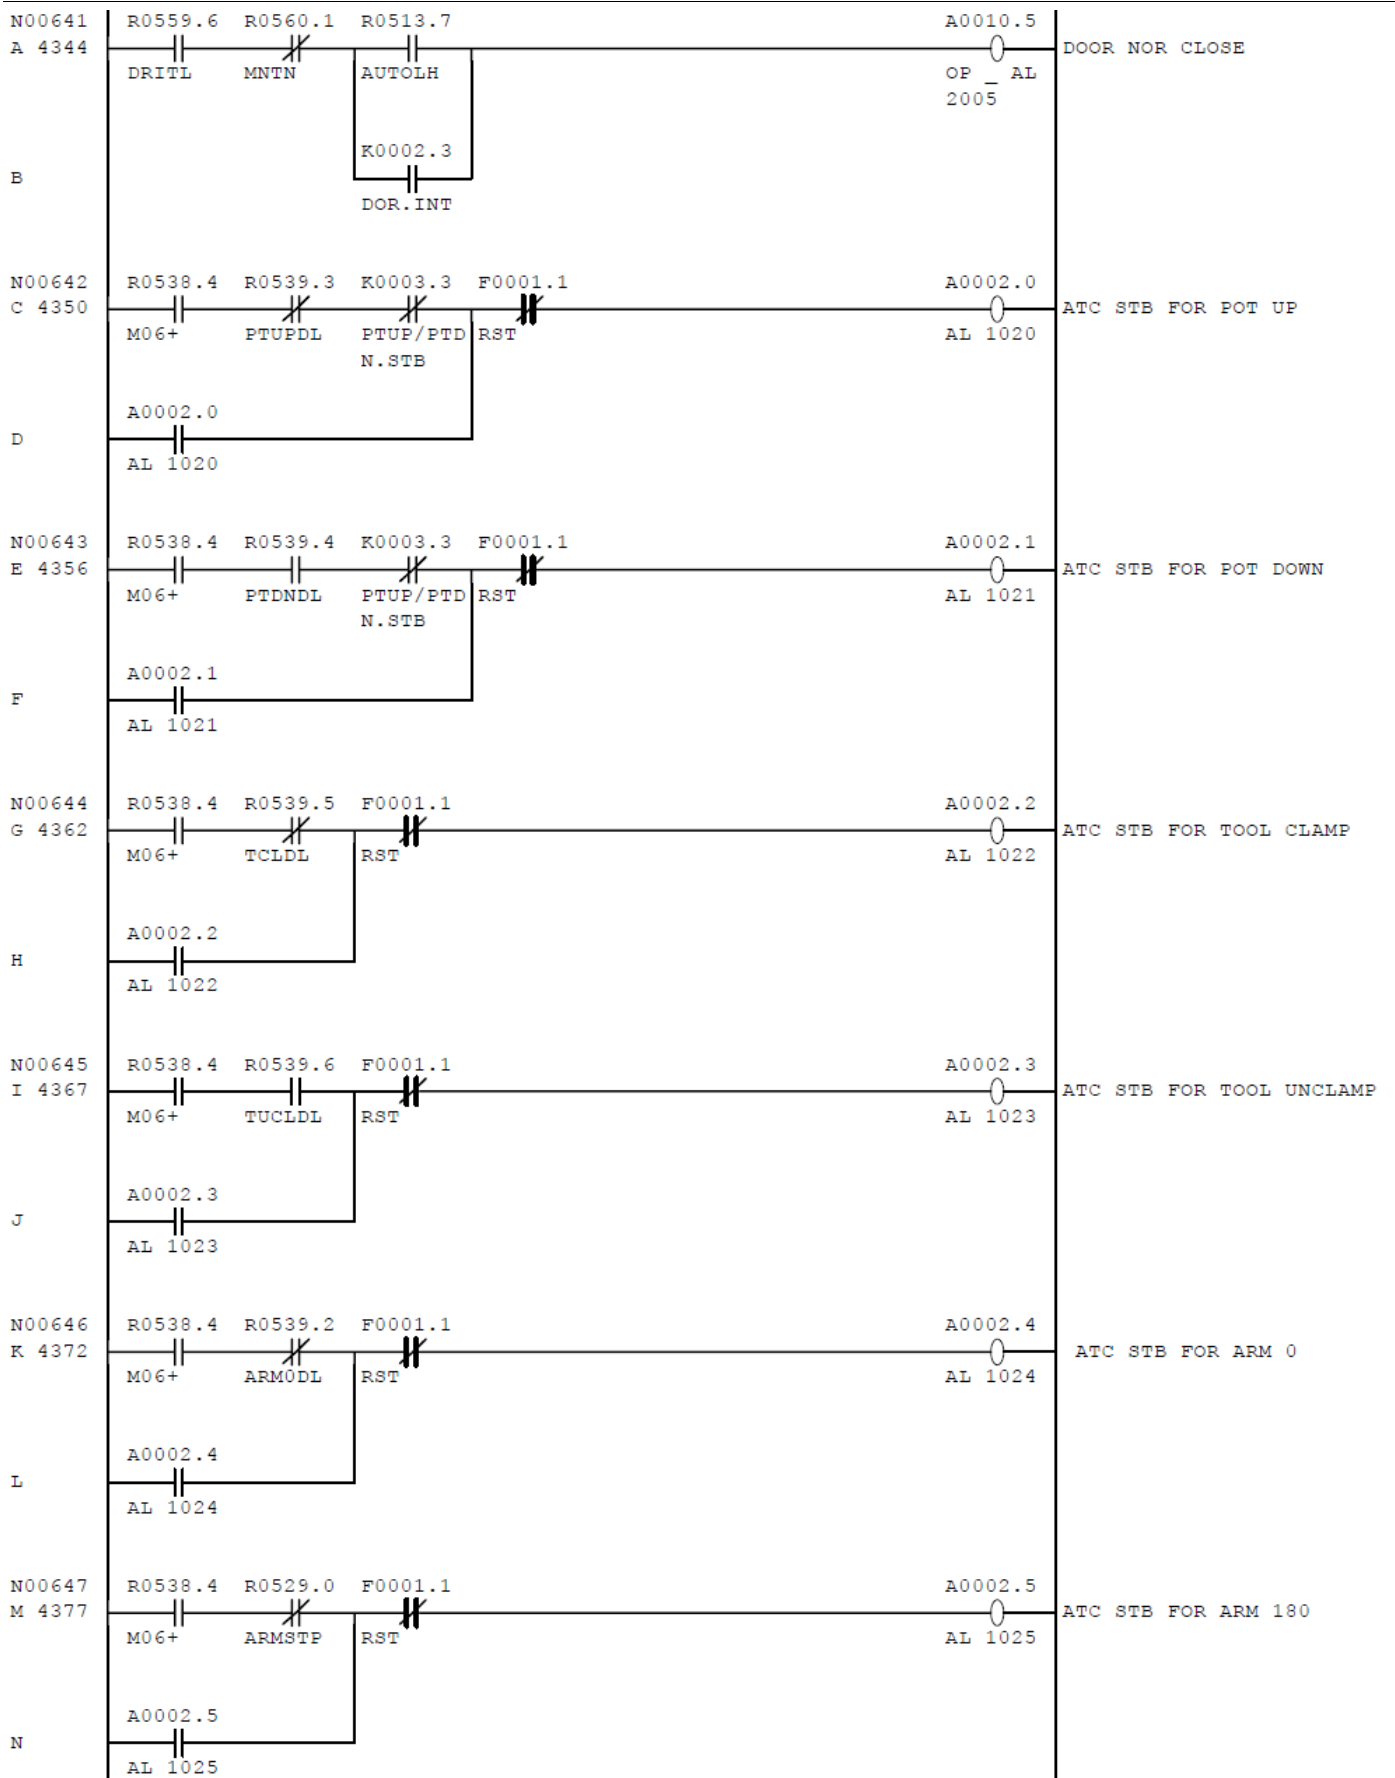 N00641 R0559.6 R0560.1 R0513.7 A0010.5
A 4344 DOOR NOR CLOSE
DRITL MNTN AUTOLH OP _ AL
2005
K0002.3
B
DOR.INT
N00642 R0538.4 R0539.3 K0003.3 F0001.1 A0002.0
C 4350 ATC STB FOR POT UP
M06+ PTUPDL PTUP/PTD RST AL 1020
N.STB
A0002.0
D
AL 1020
N00643 R0538.4 R0539.4 K0003.3 F0001.1 A0002.1
E 4356 ATC STB FOR POT DOWN
M06+ PTDNDL PTUP/PTD RST AL 1021
N.STB
A0002.1
F
AL 1021
N00644 R0538.4 R0539.5 F0001.1 A0002.2
G 4362 ATC STB FOR TOOL CLAMP
M06+ TCLDL RST AL 1022
A0002.2
H
AL 1022
N00645 R0538.4 R0539.6 F0001.1 A0002.3
I 4367 ATC STB FOR TOOL UNCLAMP
M06+ TUCLDL RST AL 1023
A0002.3
J
AL 1023
N00646 R0538.4 R0539.2 F0001.1 A0002.4
K 4372 ATC STB FOR ARM 0
M06+ ARM0DL RST AL 1024
A0002.4
L
AL 1024
N00647 R0538.4 R0529.0 F0001.1 A0002.5
M 4377 ATC STB FOR ARM 180
M06+ ARMSTP RST AL 1025
A0002.5
N
AL 1025